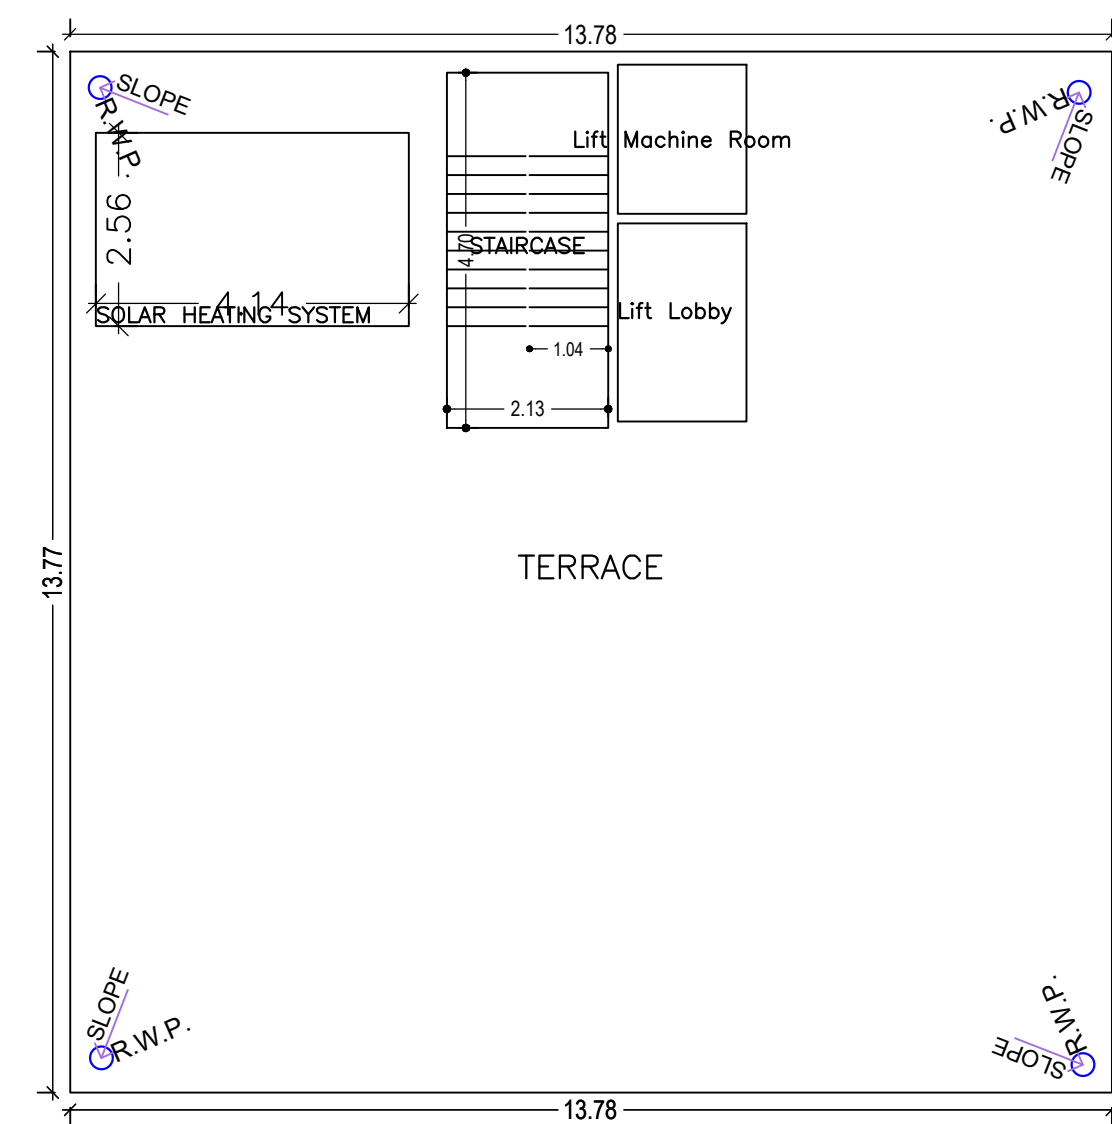 13.78
SLOPE
R.W.P.
R.W.P.
SLOPE
Lift Machine Room
2.56
4.70
STAIRCASE
4.14
SOLAR HEATING SYSTEM
Lift Lobby
1.04
2.13
13.77
TERRACE
SLOPE
R.W.P.
R.W.P.
SLOPE
13.78